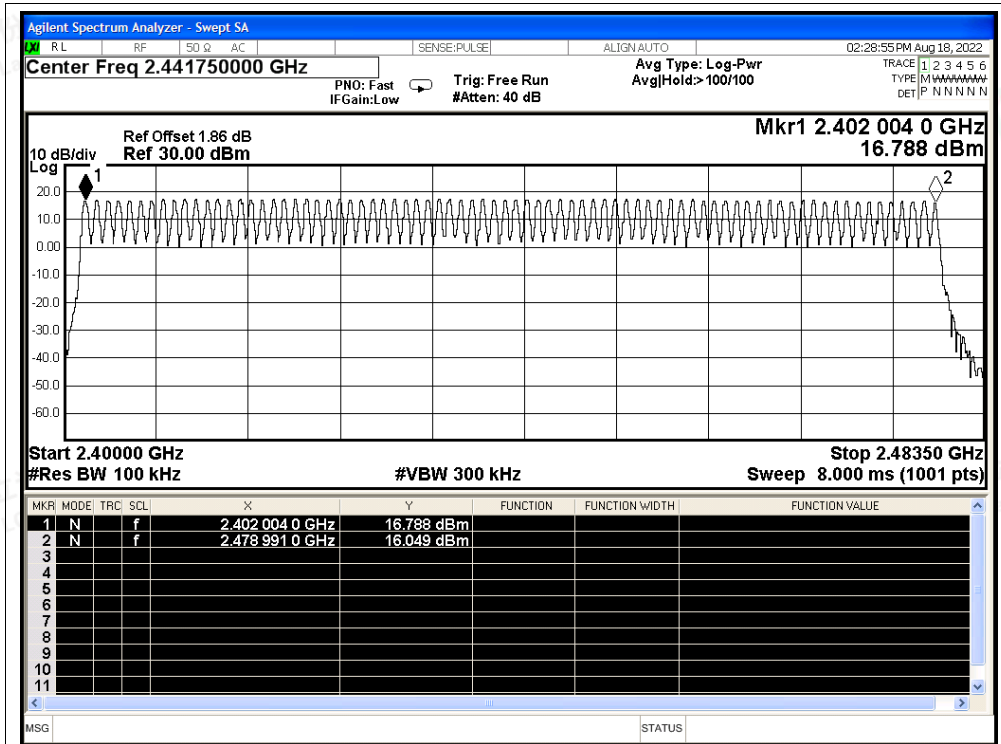 Agilent Spectrum Analyzer - Swept SA
LXI RL RF 50 Ω AC SENSE:PULSE ALIGN AUTO 02:28:55 PM Aug 18, 2022
Center Freq 2.441750000 GHz
PNO: Fast
IFGain:Low
Trig: Free Run
#Atten: 40 dB
Avg Type: Log-Pwr
Avg|Hold:>100/100
TRACE 1 2 3 4 5 6
TYPE M
DET P N N N N N
Mkr1 2.402 004 0 GHz
16.788 dBm
Ref Offset 1.86 dB
10 dB/div Ref 30.00 dBm
Log
1
2
20.0
10.0
0.00
-10.0
-20.0
-30.0
-40.0
-50.0
-60.0
Start 2.40000 GHz Stop 2.48350 GHz
#Res BW 100 kHz #VBW 300 kHz Sweep 8.000 ms (1001 pts)
MKR MODE TRC SCL X Y FUNCTION FUNCTION WIDTH FUNCTION VALUE
1 N f 2.402 004 0 GHz 16.788 dBm
2 N f 2.478 991 0 GHz 16.049 dBm
3
4
5
6
7
8
9
10
11
MSG STATUS